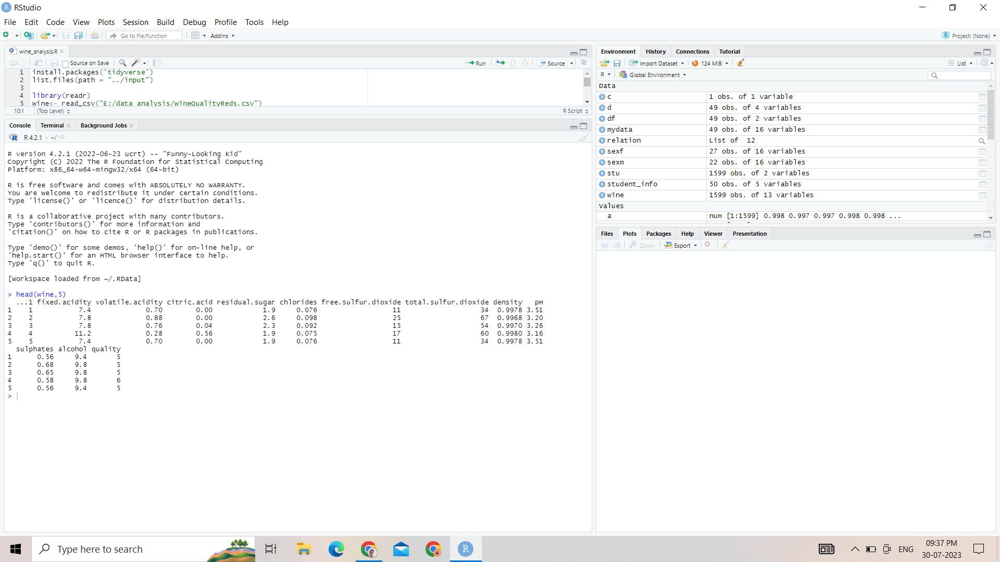 RStudio
File Edit Code View Plots Session Build Debug Profile Tools Help
Go to file/function Addins Project: (None)
wine_analysis.R
Source on Save Run Source
1 install.packages('tidyverse')
2 list.files(path = "../input")
3
4 library(readr)
5 wine<- read_csv("E:/data analysis/wineQualityReds.csv")
10:1 (Top Level) R Script
Console Terminal Background Jobs
R 4.2.1 · ~/
R version 4.2.1 (2022-06-23 ucrt) -- "Funny-Looking Kid"
Copyright (C) 2022 The R Foundation for Statistical Computing
Platform: x86_64-w64-mingw32/x64 (64-bit)
R is free software and comes with ABSOLUTELY NO WARRANTY.
You are welcome to redistribute it under certain conditions.
Type 'license()' or 'licence()' for distribution details.
R is a collaborative project with many contributors.
Type 'contributors()' for more information and
'citation()' on how to cite R or R packages in publications.
Type 'demo()' for some demos, 'help()' for on-line help, or
'help.start()' for an HTML browser interface to help.
Type 'q()' to quit R.
[Workspace loaded from ~/.RData]
> head(wine,5)
...1 fixed.acidity volatile.acidity citric.acid residual.sugar chlorides free.sulfur.dioxide total.sulfur.dioxide density pH
1 1 7.4 0.70 0.00 1.9 0.076 11 34 0.9978 3.51
2 2 7.8 0.88 0.00 2.6 0.098 25 67 0.9968 3.20
3 3 7.8 0.76 0.04 2.3 0.092 15 54 0.9970 3.26
4 4 11.2 0.28 0.56 1.9 0.075 17 60 0.9980 3.16
5 5 7.4 0.70 0.00 1.9 0.076 11 34 0.9978 3.51
sulphates alcohol quality
1 0.56 9.4 5
2 0.68 9.8 5
3 0.65 9.8 5
4 0.58 9.8 6
5 0.56 9.4 5
>
Environment History Connections Tutorial
Import Dataset 124 MiB List
R Global Environment
Data
c 1 obs. of 1 variable
d 49 obs. of 4 variables
df 49 obs. of 2 variables
mydata 49 obs. of 16 variables
relation List of 12
sexf 27 obs. of 16 variables
sexm 22 obs. of 16 variables
stu 1599 obs. of 2 variables
student_info 50 obs. of 5 variables
wine 1599 obs. of 13 variables
Values
a num [1:1599] 0.998 0.997 0.997 0.998 0.998 ...
Files Plots Packages Help Viewer Presentation
Zoom Export
Type here to search
ENG
09:37 PM
30-07-2023